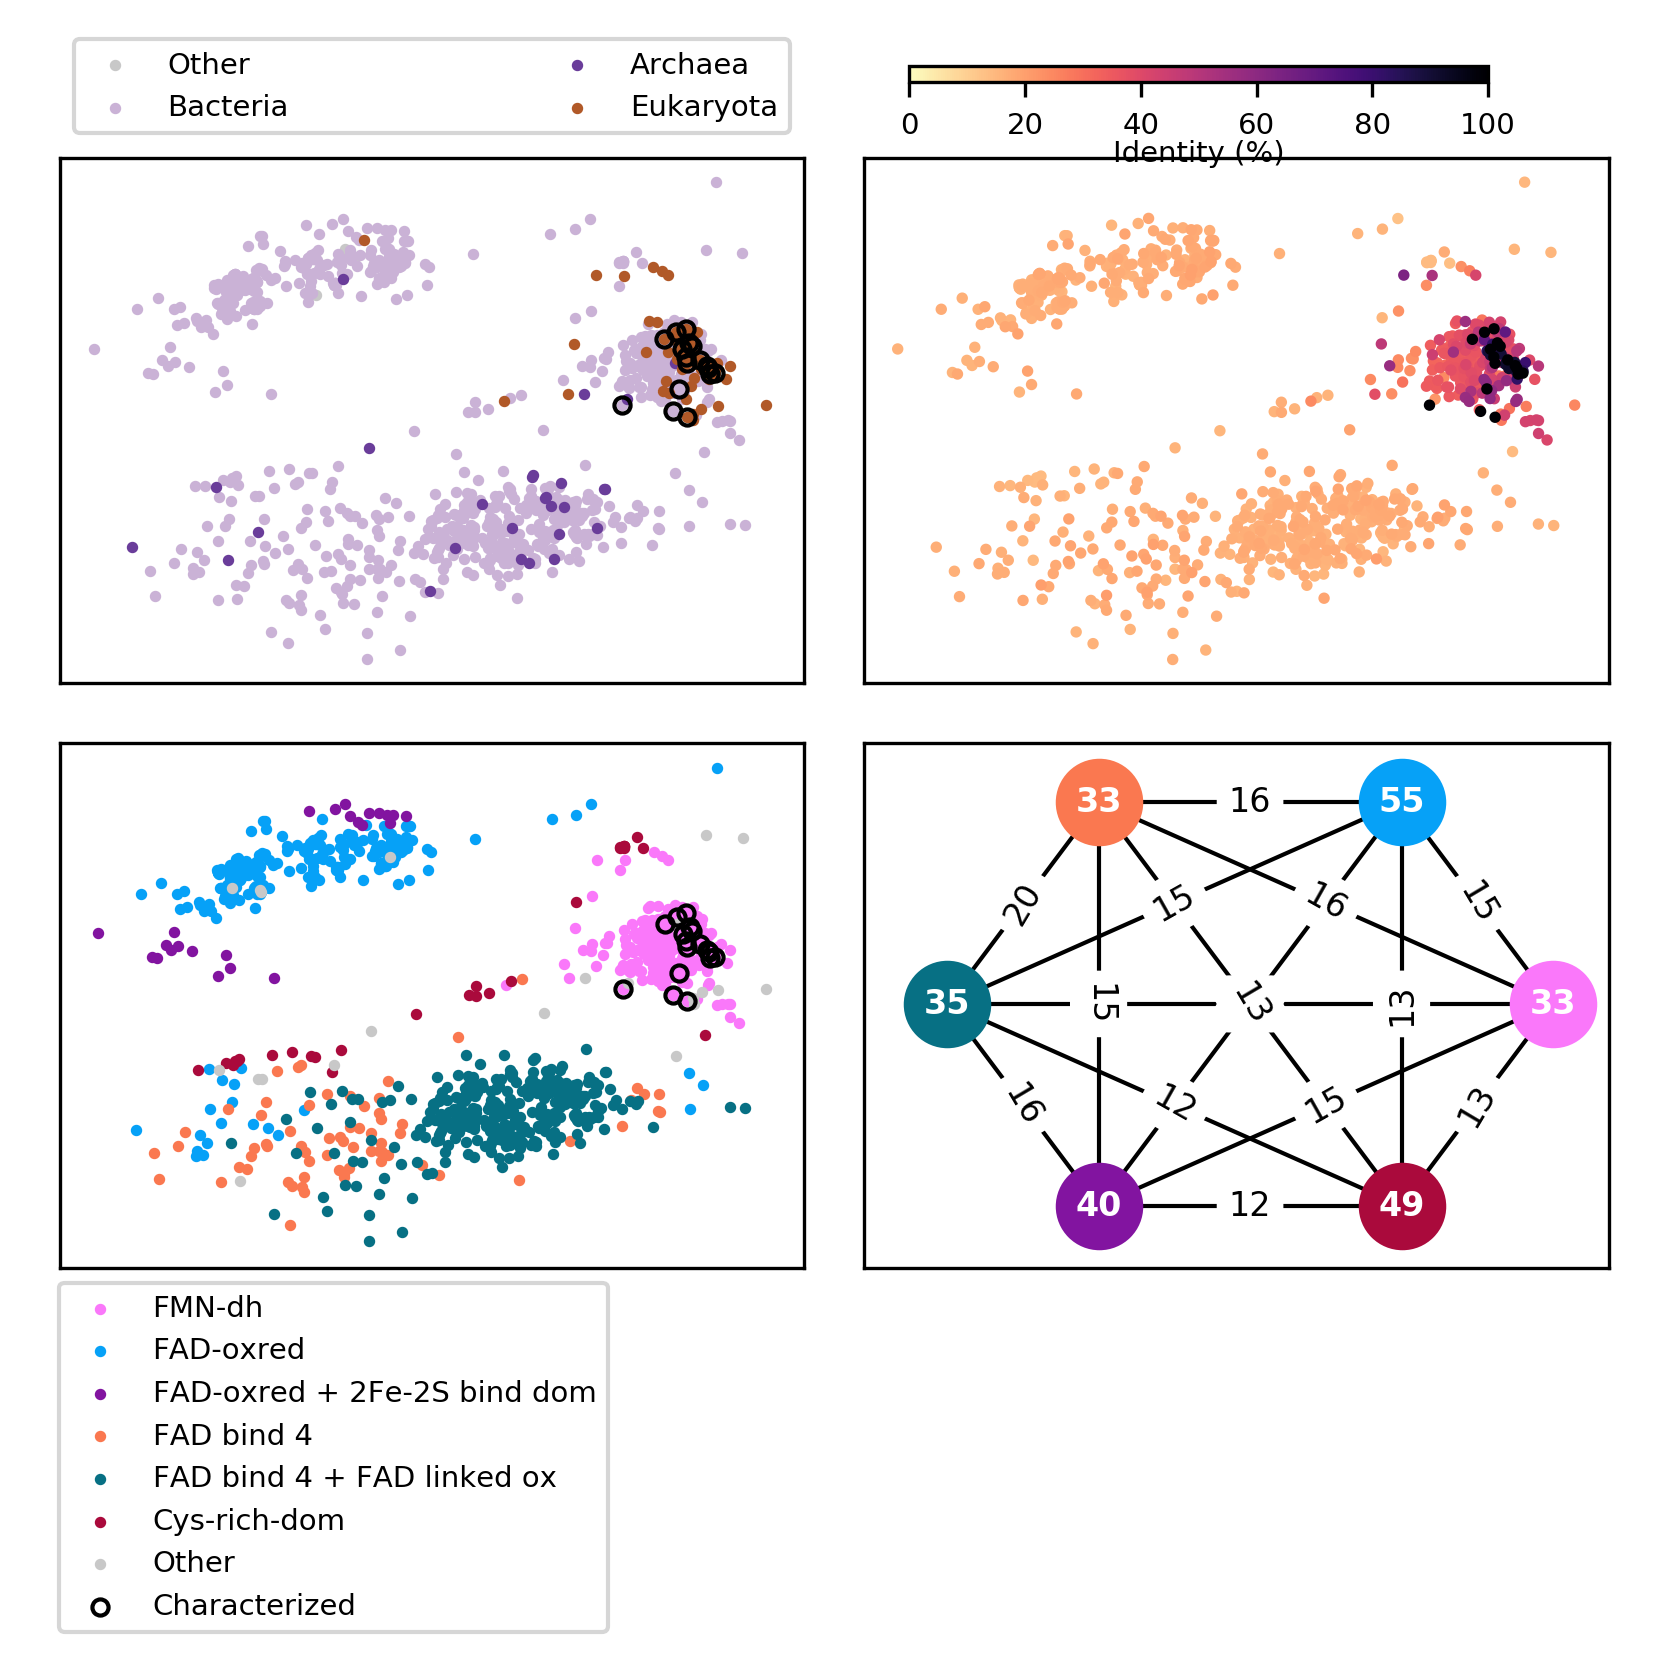 Other
Archaea
Bacteria
Eukaryota
0 20 40 60 80 100
Identity (%)
33 16 55
20 15 16 15
35 15 13 13 33
16 12 15 13
40 12 49
FMN-dh
FAD-oxred
FAD-oxred + 2Fe-2S bind dom
FAD bind 4
FAD bind 4 + FAD linked ox
Cys-rich-dom
Other
Characterized